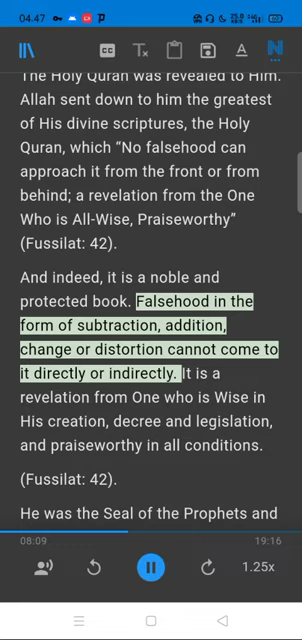 04.47
The Holy Quran was revealed to Him.
Allah sent down to him the greatest
of His divine scriptures, the Holy
Quran, which “No falsehood can
approach it from the front or from
behind; a revelation from the One
Who is All-Wise, Praiseworthy”
(Fussilat: 42).
And indeed, it is a noble and
protected book. Falsehood in the
form of subtraction, addition,
change or distortion cannot come to
it directly or indirectly. It is a
revelation from One who is Wise in
His creation, decree and legislation,
and praiseworthy in all conditions.
(Fussilat: 42).
He was the Seal of the Prophets and
08:09 19:16
1.25x